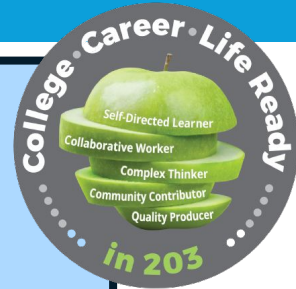 College • Career • Life Ready
Self-Directed Learner
Collaborative Worker
Complex Thinker
Community Contributor
Quality Producer
in 203